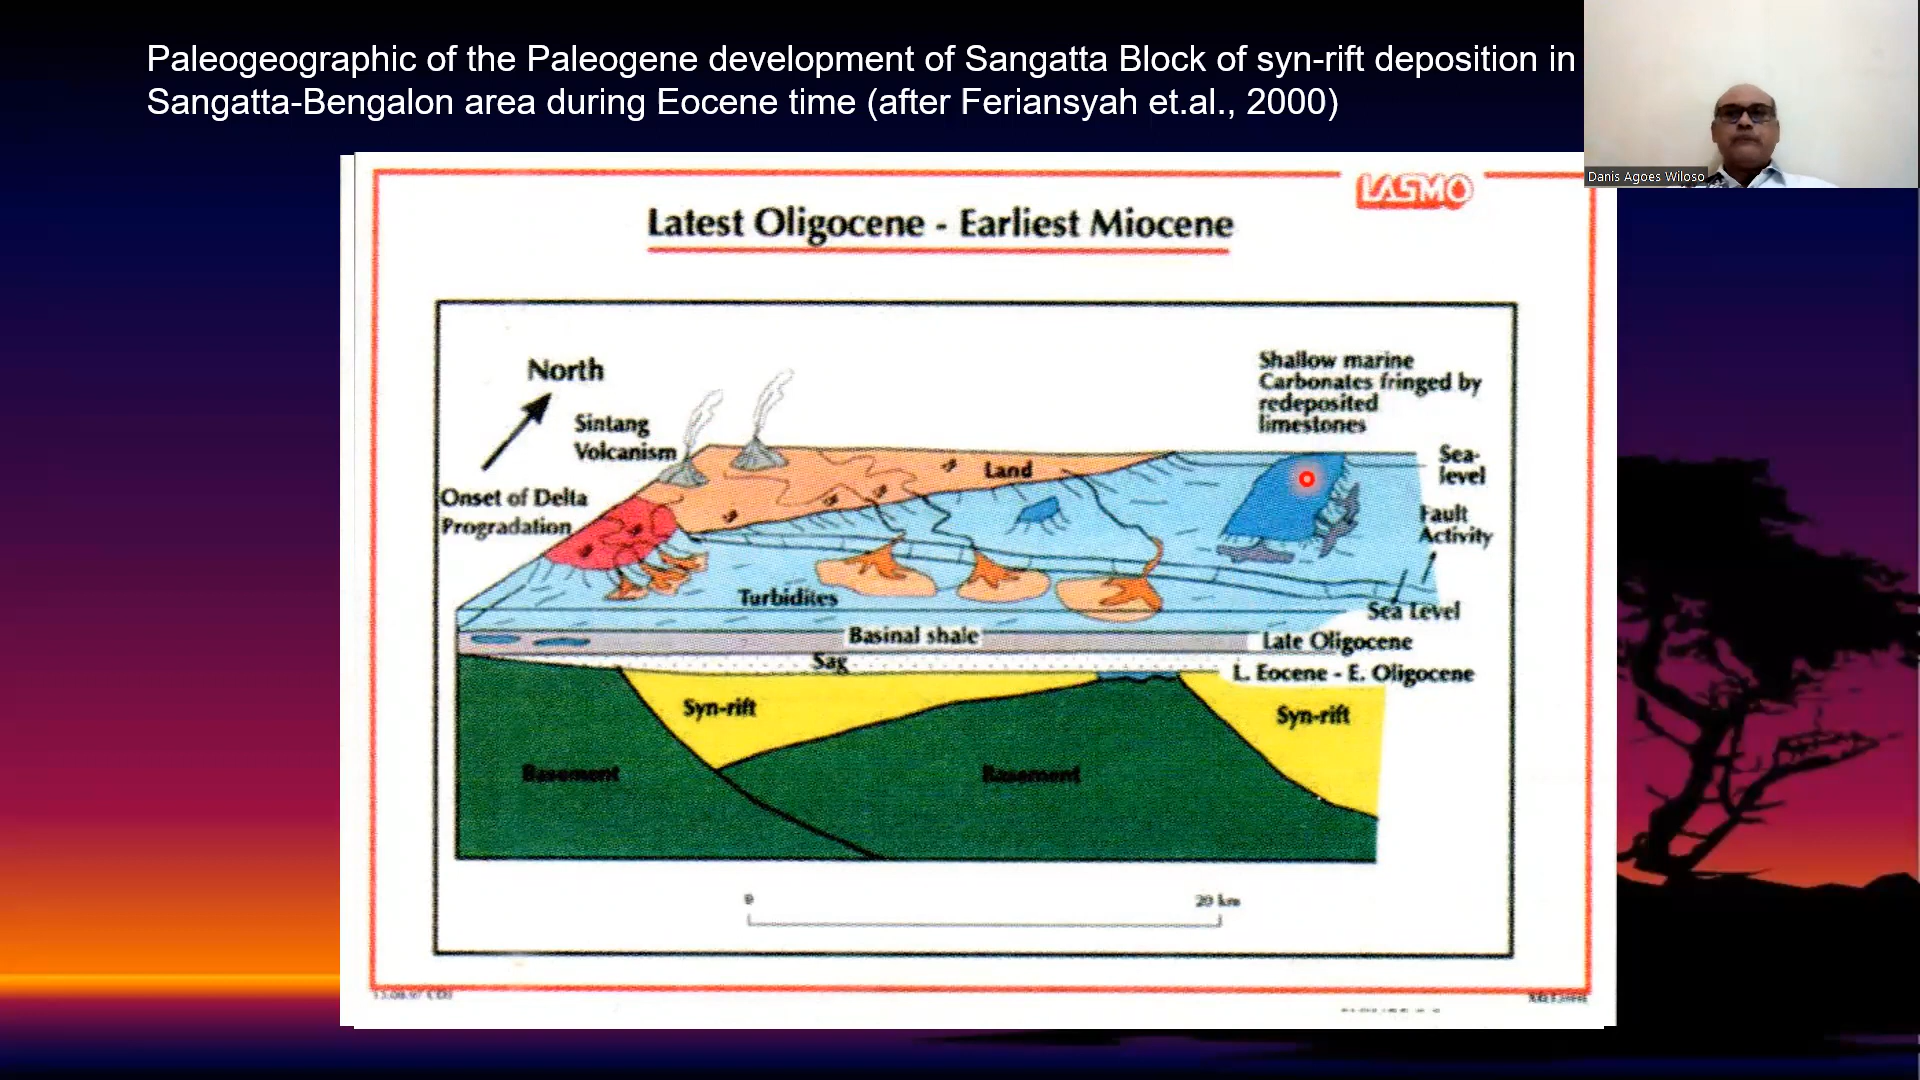 Paleogeographic of the Paleogene development of Sangatta Block of syn-rift deposition in
Sangatta-Bengalon area during Eocene time (after Feriansyah et.al., 2000)
Danis Agoes Wiloso
LASMO
Latest Oligocene - Earliest Miocene
North
Sintang
Volcanism
Onset of Delta
Progradation
Land
Shallow marine
Carbonates fringed by
redeposited
limestones
Sea-
level
Fault
Activity
Turbidites
Sea Level
Basinal shale
Late Oligocene
Sag
L. Eocene - E. Oligocene
Syn-rift
Syn-rift
Basement
Basement
0
20 km